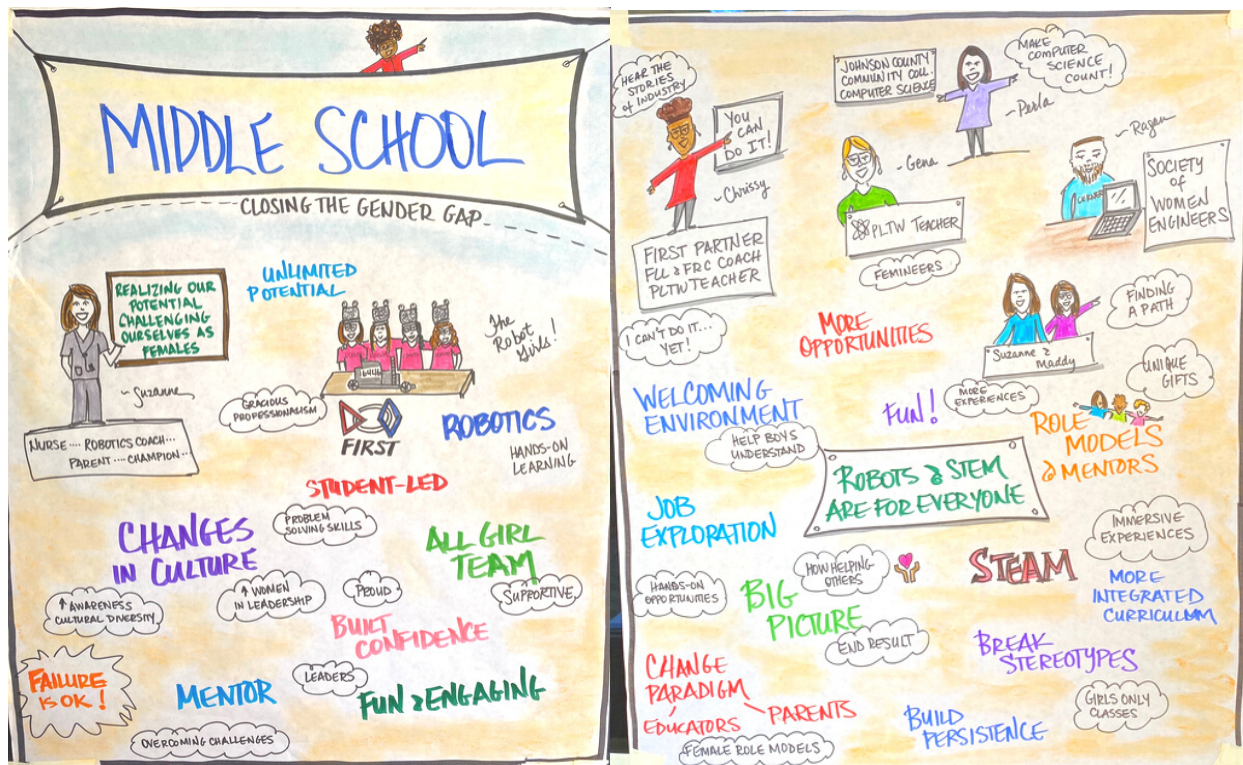 MIDDLE SCHOOL
CLOSING THE GENDER GAP
REALIZING OUR
POTENTIAL
CHALLENGING
OURSELVES AS
FEMALES
~Suzanne
NURSE .... ROBOTICS COACH...
PARENT .... CHAMPION...
UNLIMITED
POTENTIAL
The
Robot
Girls!
6446
GRACIOUS
PROFESSIONALISM
FIRST
ROBOTICS
HANDS-ON
LEARNING
STUDENT-LED
PROBLEM
SOLVING SKILLS
CHANGES
IN CULTURE
ALL GIRL
TEAM
↑ AWARENESS
CULTURAL DIVERSITY
↑ WOMEN
IN LEADERSHIP
PROUD
SUPPORTIVE
BUILT
CONFIDENCE
FAILURE
IS OK!
MENTOR
LEADERS
FUN & ENGAGING
OVERCOMING CHALLENGES
HEAR THE
STORIES
of INDUSTRY
YOU
CAN
DO IT!
~Chrissy
FIRST PARTNER
FLL & FRC COACH
PLTW TEACHER
JOHNSON COUNTY
COMMUNITY COLL.
COMPUTER SCIENCE
MAKE
COMPUTER
SCIENCE
COUNT!
~Perla
~Gena
PLTW TEACHER
FEMINEERS
~Ragan
CERNER
SOCIETY
of
WOMEN
ENGINEERS
I CAN'T DO IT...
YET!
MORE
OPPORTUNITIES
Suzanne &
Maddy
FINDING
A PATH
UNIQUE
GIFTS
WELCOMING
ENVIRONMENT
FUN!
MORE
EXPERIENCES
ROLE
MODELS
& MENTORS
HELP BOYS
UNDERSTAND
ROBOTS & STEM
ARE FOR EVERYONE
JOB
EXPLORATION
IMMERSIVE
EXPERIENCES
HOW HELPING
OTHERS
STEAM
HANDS-ON
OPPORTUNITIES
BIG
PICTURE
MORE
INTEGRATED
CURRICULUM
END RESULT
BREAK
STEREOTYPES
CHANGE
PARADIGM
EDUCATORS
PARENTS
FEMALE ROLE MODELS
BUILD
PERSISTENCE
GIRLS ONLY
CLASSES